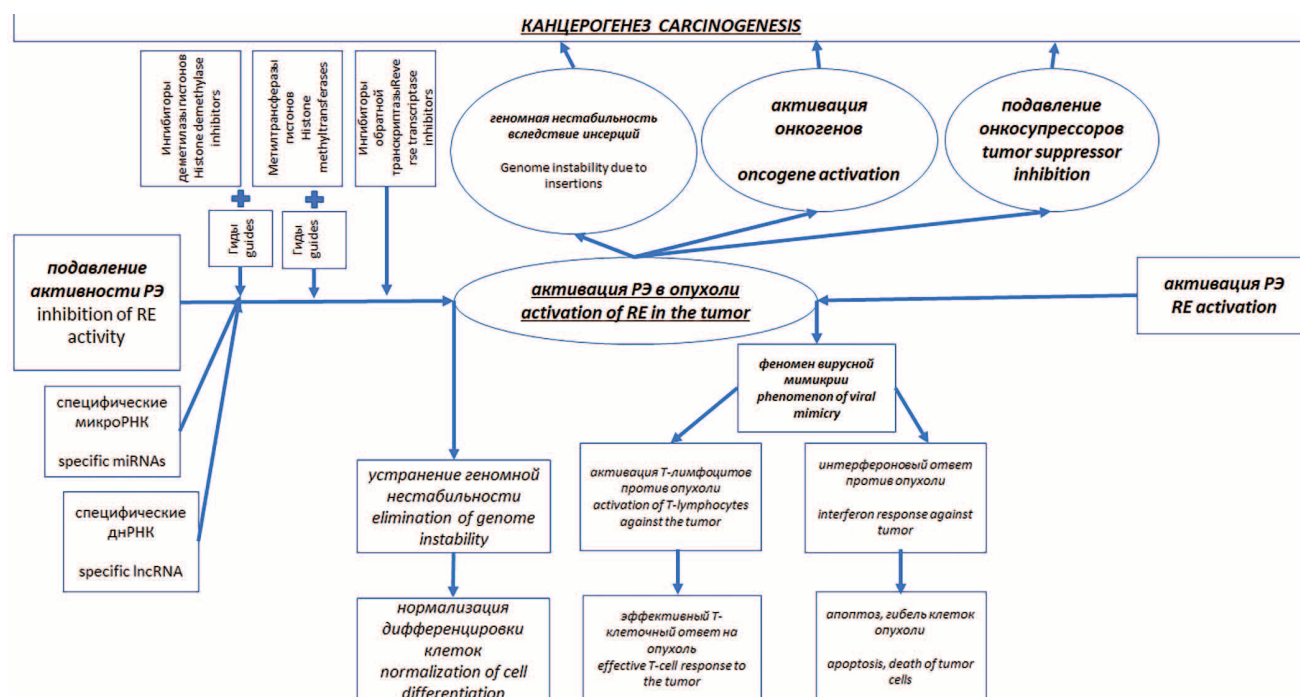 КАНЦЕРОГЕНЕЗ CARCINOGENESIS
Ингибиторы
деметилазы гистонов
Histone demethylase
inhibitors
Метилтрансферазы
гистонов
Histone
methyltransferases
Ингибиторы
обратной
транскриптазыReve
rse transcriptase
inhibitors
геномная нестабильность
вследствие инсерций
Genome instability due to
insertions
активация
онкогенов
oncogene activation
подавление
онкосупрессоров
tumor suppressor
inhibition
Гиды
guides
Гиды
guides
подавление
активности РЭ
inhibition of RE
activity
активация РЭ в опухоли
activation of RE in the tumor
активация РЭ
RE activation
феномен вирусной
мимикрии
phenomenon of viral
mimicry
специфические
микроРНК
specific miRNAs
специфические
днРНК
specific lncRNA
устранение геномной
нестабильности
elimination of genome
instability
активация Т-лимфоцитов
против опухоли
activation of T-lymphocytes
against the tumor
интерфероновый ответ
против опухоли
interferon response against
tumor
нормализация
дифференцировки
клеток
normalization of cell
differentiation
эффективный Т-
клеточный ответ на
опухоль
effective T-cell response to
the tumor
апоптоз, гибель клеток
опухоли
apoptosis, death of tumor
cells